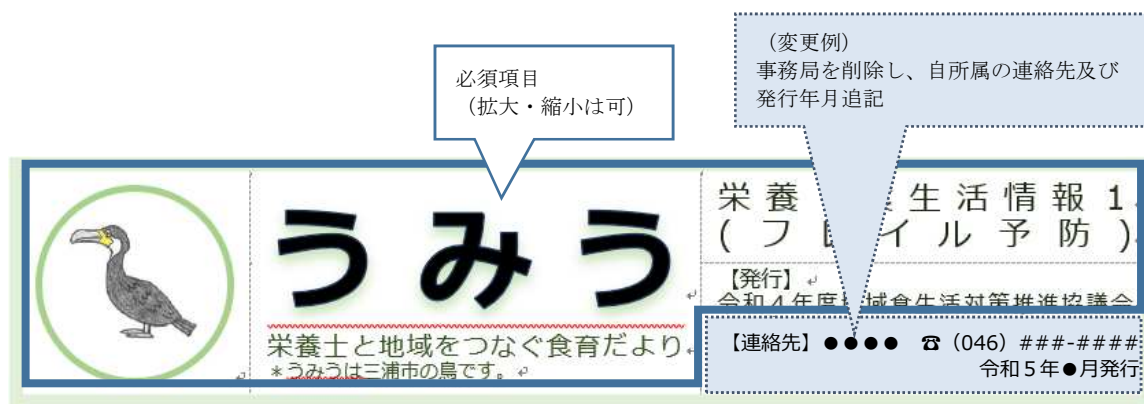 （変更例）
事務局を削除し、自所属の連絡先及び
発行年月追記
必須項目
（拡大・縮小は可）
うみう
栄養士と地域をつなぐ食育だより
＊うみうは三浦市の鳥です。
栄養 生活情報1
(フレイル予防)
【発行】
令和4年度 域食生活対策推進協議会
【連絡先】●●●● ☎（046）###-####
令和５年●月発行